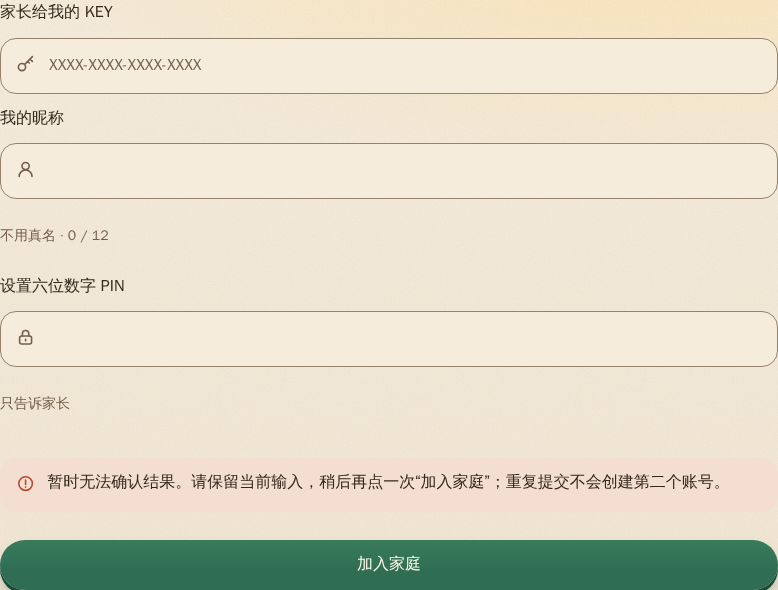 家长给我的 KEY
XXXX-XXXX-XXXX-XXXX
我的昵称
不用真名 · 0 / 12
设置六位数字 PIN
只告诉家长
暂时无法确认结果。请保留当前输入，稍后再点一次“加入家庭”；重复提交不会创建第二个账号。
加入家庭